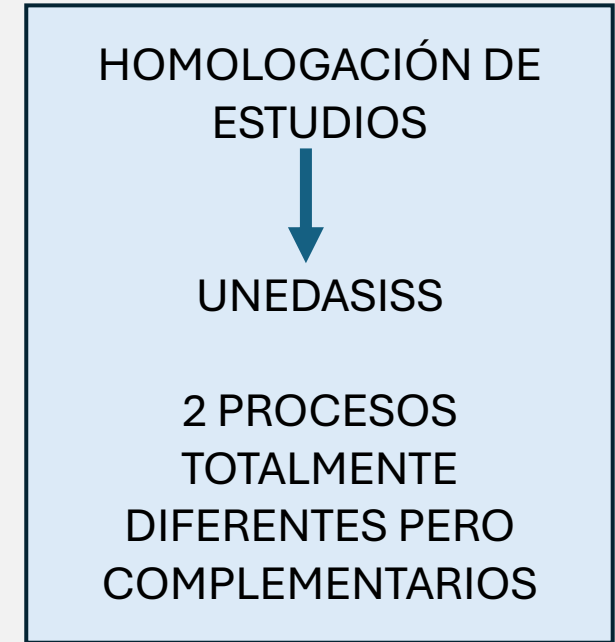 HOMOLOGACIÓN DE
ESTUDIOS
UNEDASISS
2 PROCESOS
TOTALMENTE
DIFERENTES PERO
COMPLEMENTARIOS